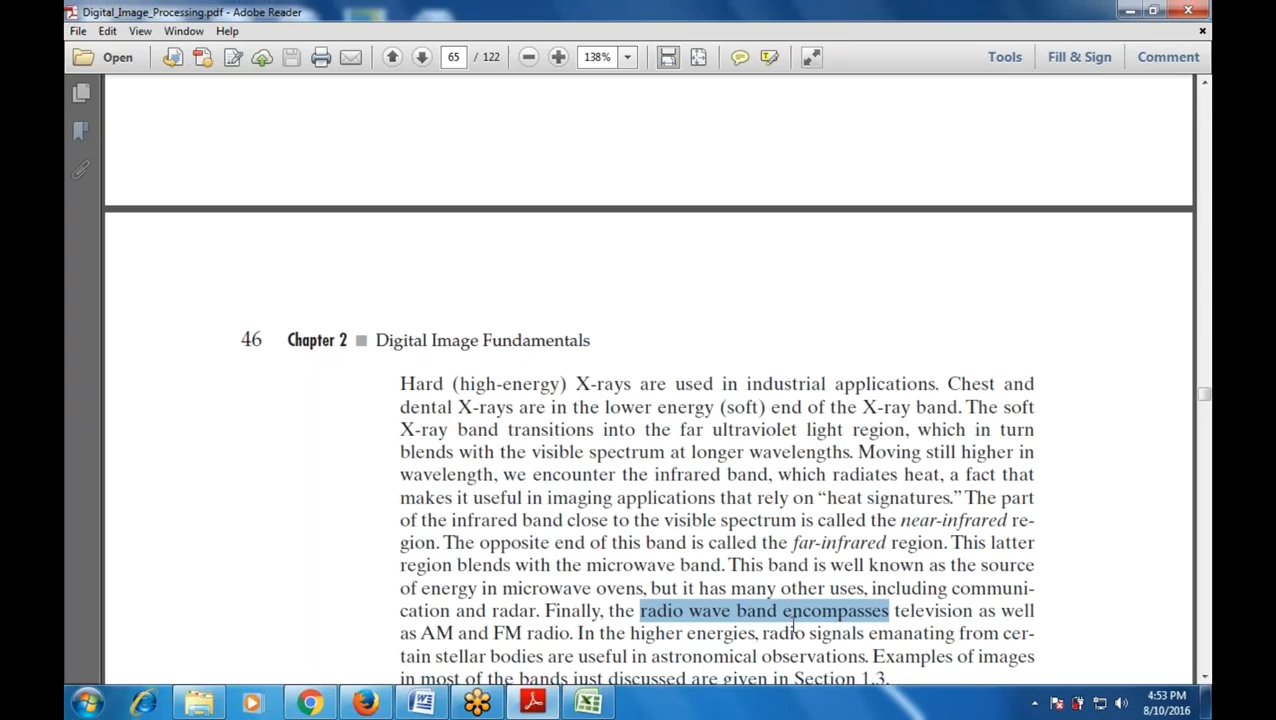 Digital_Image_Processing.pdf - Adobe Reader
File Edit View Window Help
Open 65 / 122 138% Tools Fill & Sign Comment
46 Chapter 2 ■ Digital Image Fundamentals
Hard (high-energy) X-rays are used in industrial applications. Chest and
dental X-rays are in the lower energy (soft) end of the X-ray band. The soft
X-ray band transitions into the far ultraviolet light region, which in turn
blends with the visible spectrum at longer wavelengths. Moving still higher in
wavelength, we encounter the infrared band, which radiates heat, a fact that
makes it useful in imaging applications that rely on “heat signatures.” The part
of the infrared band close to the visible spectrum is called the near-infrared re-
gion. The opposite end of this band is called the far-infrared region. This latter
region blends with the microwave band. This band is well known as the source
of energy in microwave ovens, but it has many other uses, including communi-
cation and radar. Finally, the radio wave band encompasses television as well
as AM and FM radio. In the higher energies, radio signals emanating from cer-
tain stellar bodies are useful in astronomical observations. Examples of images
in most of the bands just discussed are given in Section 1.3.
4:53 PM
8/10/2016